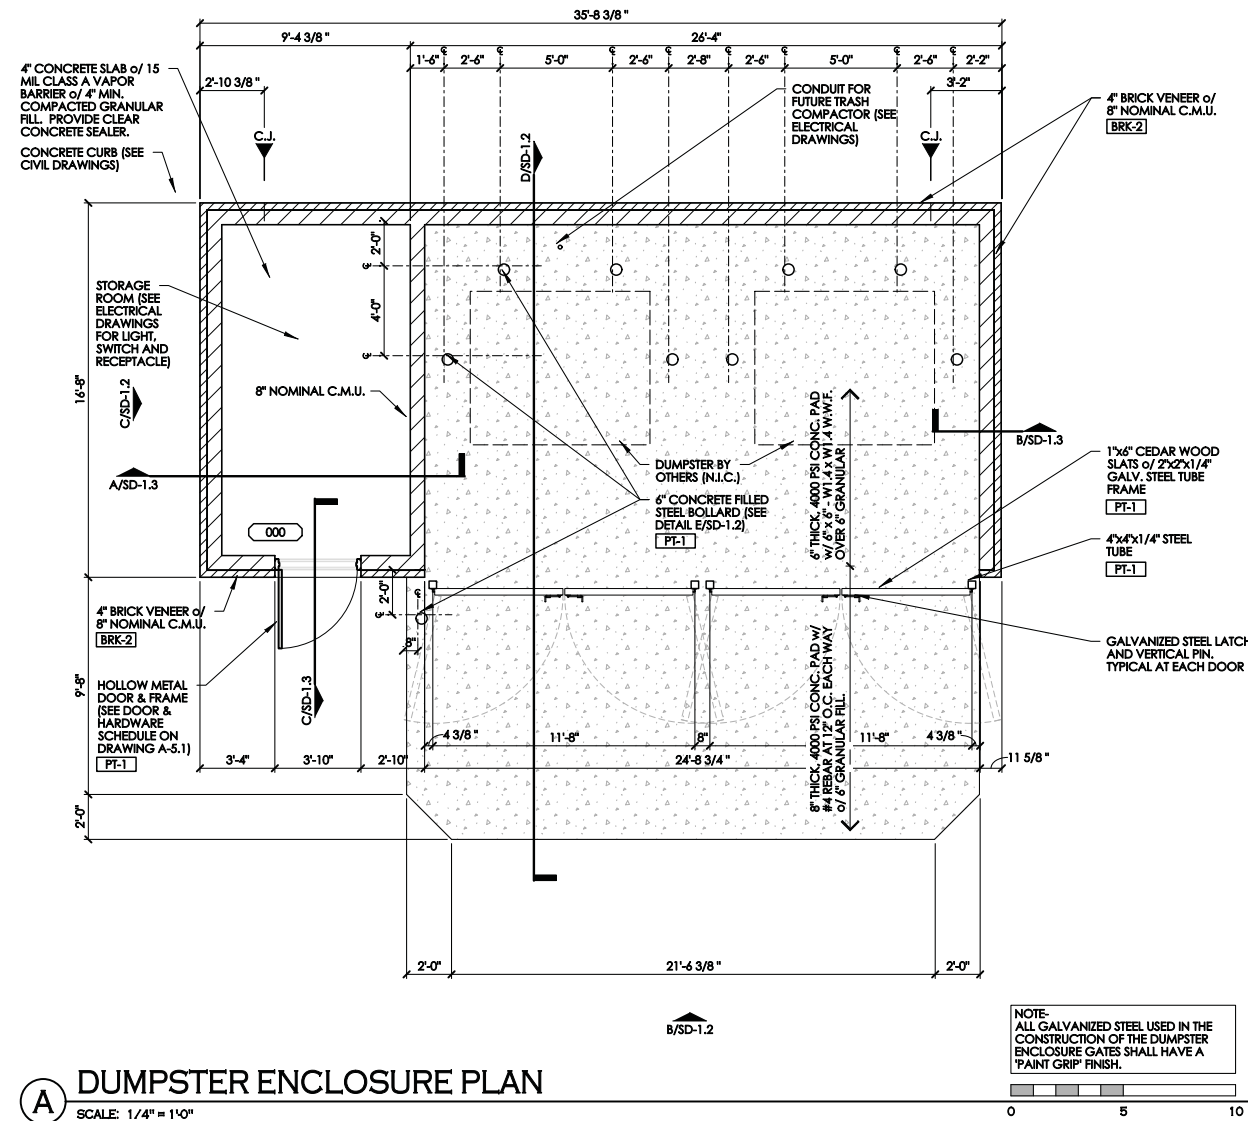 35'-8 3/8 "
9'-4 3/8 "
26'-4"
1'-6"
2'-6"
5'-0"
2'-6"
2'-8"
2'-6"
5'-0"
2'-6"
2'-2"
2'-10 3/8 "
3'-2"
4" CONCRETE SLAB o/ 15
MIL CLASS A VAPOR
BARRIER o/ 4" MIN.
COMPACTED GRANULAR
FILL. PROVIDE CLEAR
CONCRETE SEALER.
CONCRETE CURB (SEE
CIVIL DRAWINGS)
C.J.
D/SD-1.2
CONDUIT FOR
FUTURE TRASH
COMPACTOR (SEE
ELECTRICAL
DRAWINGS)
C.J.
4" BRICK VENEER o/
8" NOMINAL C.M.U.
BRK-2
2'-0"
4'-0"
STORAGE
ROOM (SEE
ELECTRICAL
DRAWINGS
FOR LIGHT,
SWITCH AND
RECEPTACLE)
16'-8"
C/SD-1.2
8" NOMINAL C.M.U.
A/SD-1.3
B/SD-1.3
DUMPSTER BY
OTHERS (N.I.C.)
6" CONCRETE FILLED
STEEL BOLLARD (SEE
DETAIL E/SD-1.2)
PT-1
6" THICK, 4000 PSI CONC. PAD
W/ 6" x 6" - W1.4 x W1.4 W.W.F.
OVER 6" GRANULAR
1"x6" CEDAR WOOD
SLATS o/ 2"x2"x1/4"
GALV. STEEL TUBE
FRAME
PT-1
4"x4"x1/4" STEEL
TUBE
PT-1
000
2'-0"
8"
4" BRICK VENEER o/
8" NOMINAL C.M.U.
BRK-2
GALVANIZED STEEL LATCH
AND VERTICAL PIN.
TYPICAL AT EACH DOOR
9'-8"
HOLLOW METAL
DOOR & FRAME
(SEE DOOR &
HARDWARE
SCHEDULE ON
DRAWING A-5.1)
PT-1
C/SD-1.3
8" THICK, 4000 PSI CONC. PAD W/
#4 REBAR AT 12" O.C. EACH WAY
o/ 6" GRANULAR FILL.
4 3/8 "
11'-8"
8"
11'-8"
4 3/8 "
3'-4"
3'-10"
2'-10"
24'-8 3/4 "
11 5/8 "
2'-0"
2'-0"
21'-6 3/8 "
2'-0"
B/SD-1.2
NOTE-
ALL GALVANIZED STEEL USED IN THE
CONSTRUCTION OF THE DUMPSTER
ENCLOSURE GATES SHALL HAVE A
'PAINT GRIP' FINISH.
A
DUMPSTER ENCLOSURE PLAN
SCALE: 1/4" = 1'0"
0 5 10